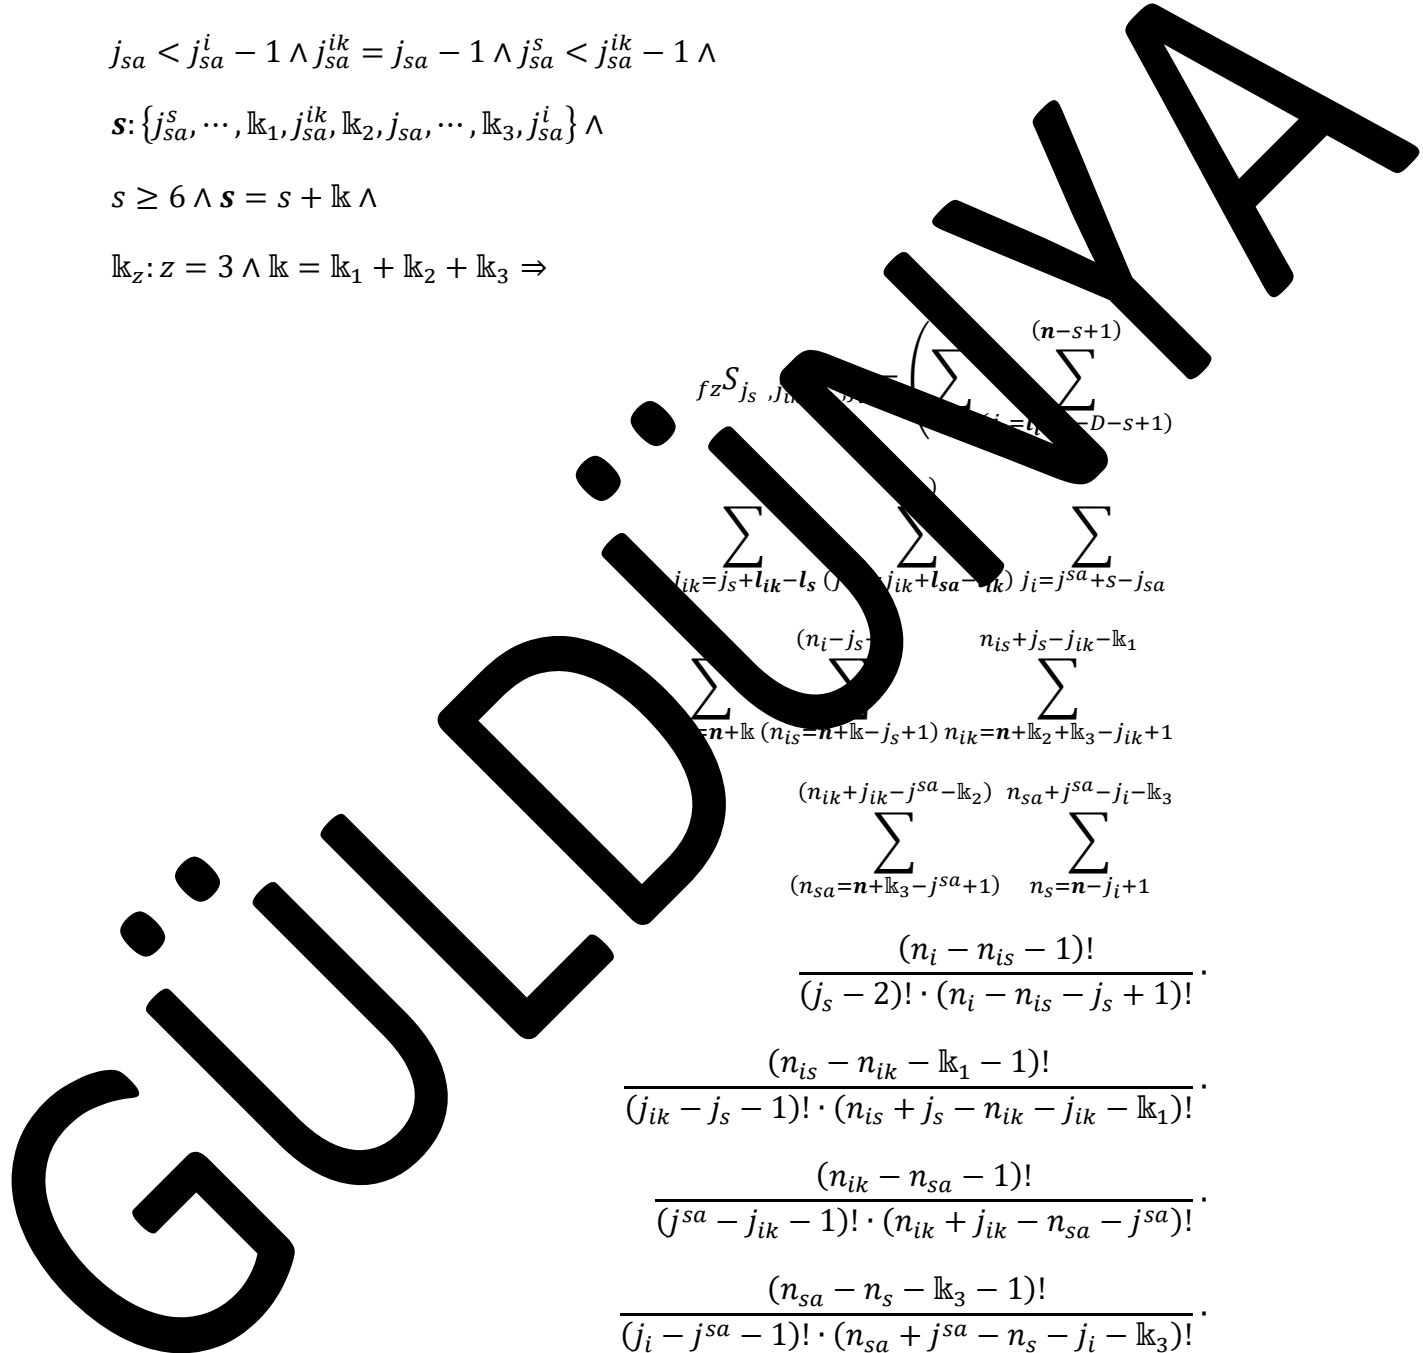 j_{sa} < j_{sa}^{i} − 1 ∧ j_{sa}^{ik} = j_{sa} − 1 ∧ j_{sa}^{s} < j_{sa}^{ik} − 1 ∧
s: {j_{sa}^{s}, ⋯, 𝕜_1, j_{sa}^{ik}, 𝕜_2, j_{sa}, ⋯, 𝕜_3, j_{sa}^{i}} ∧
s ≥ 6 ∧ s = s + 𝕜 ∧
𝕜_z: z = 3 ∧ 𝕜 = 𝕜_1 + 𝕜_2 + 𝕜_3 ⇒
(n−s+1)
_{fz}S_{j_s ,j_{ik} = ( ∑ ∑
−D−s+1)
∑ ∑ ∑
j_{ik}=j_s+l_{ik}−l_s j_{ik}+l_{sa}− j_i=j^{sa}+s−j_{sa}
(n_i−j_s n_{is}+j_s−j_{ik}−𝕜_1
∑ ∑ ∑
=n+𝕜 (n_{is}=n+𝕜−j_s+1) n_{ik}=n+𝕜_2+𝕜_3−j_{ik}+1
(n_{ik}+j_{ik}−j^{sa}−𝕜_2) n_{sa}+j^{sa}−j_i−𝕜_3
∑ ∑
(n_{sa}=n+𝕜_3−j^{sa}+1) n_s=n−j_i+1
(n_i − n_{is} − 1)!
(j_s − 2)! · (n_i − n_{is} − j_s + 1)! ·
(n_{is} − n_{ik} − 𝕜_1 − 1)!
(j_{ik} − j_s − 1)! · (n_{is} + j_s − n_{ik} − j_{ik} − 𝕜_1)! ·
(n_{ik} − n_{sa} − 1)!
(j^{sa} − j_{ik} − 1)! · (n_{ik} + j_{ik} − n_{sa} − j^{sa})! ·
(n_{sa} − n_s − 𝕜_3 − 1)!
(j_i − j^{sa} − 1)! · (n_{sa} + j^{sa} − n_s − j_i − 𝕜_3)! ·
GÜLDÜNYA